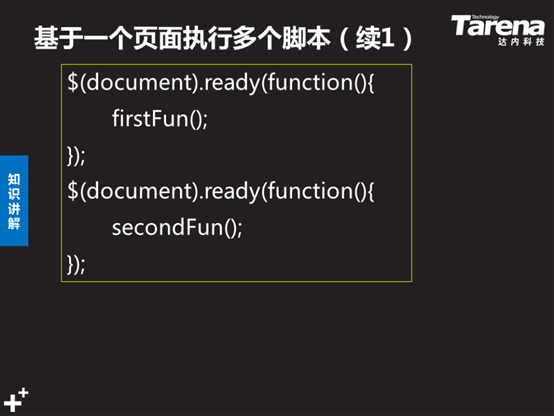 基于一个页面执行多个脚本（续1）
Technology
Tarena
达内科技
$(document).ready(function(){
firstFun();
});
$(document).ready(function(){
secondFun();
});
知识讲解